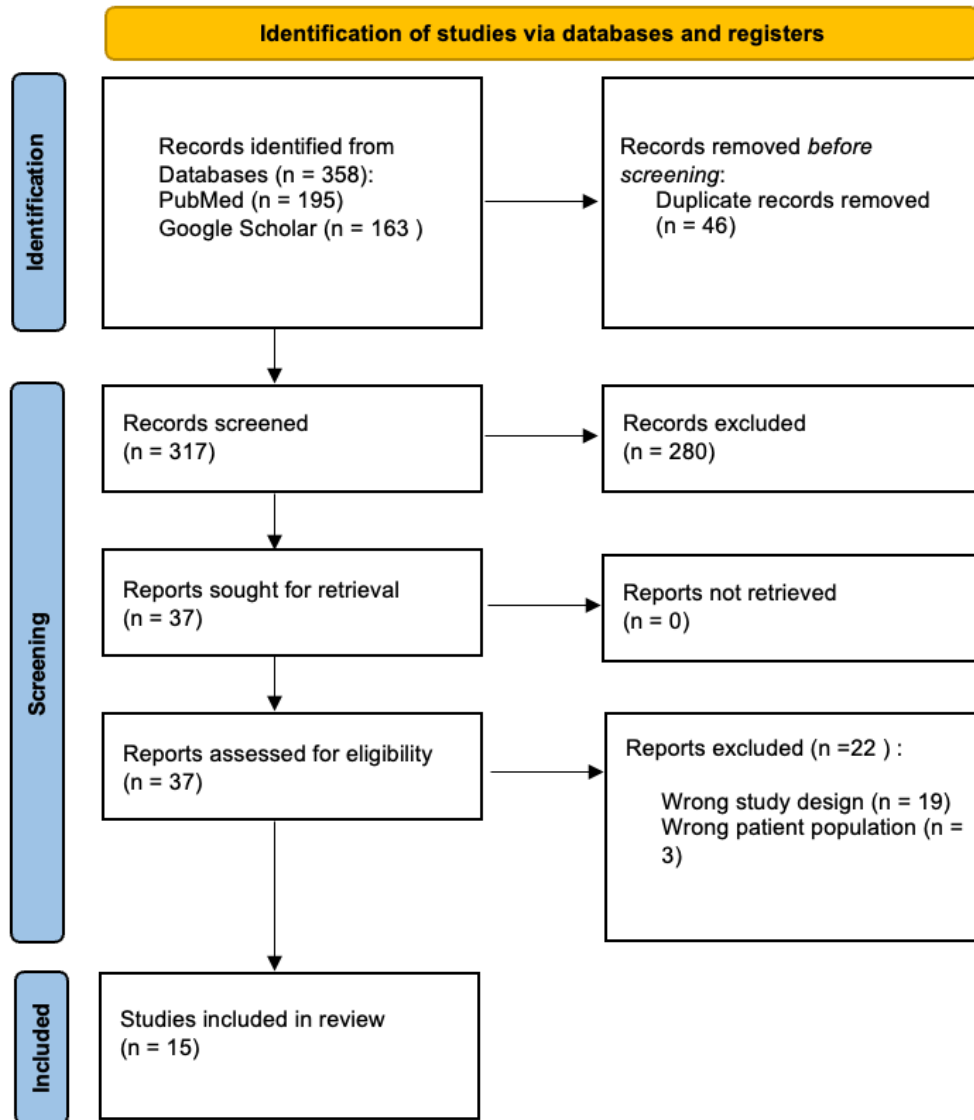 Identification of studies via databases and registers
Identification
Records identified from
Databases (n = 358):
PubMed (n = 195)
Google Scholar (n = 163 )
Records removed before
screening:
Duplicate records removed
(n = 46)
Screening
Records screened
(n = 317)
Records excluded
(n = 280)
Reports sought for retrieval
(n = 37)
Reports not retrieved
(n = 0)
Reports assessed for eligibility
(n = 37)
Reports excluded (n =22 ) :
Wrong study design (n = 19)
Wrong patient population (n =
3)
Included
Studies included in review
(n = 15)